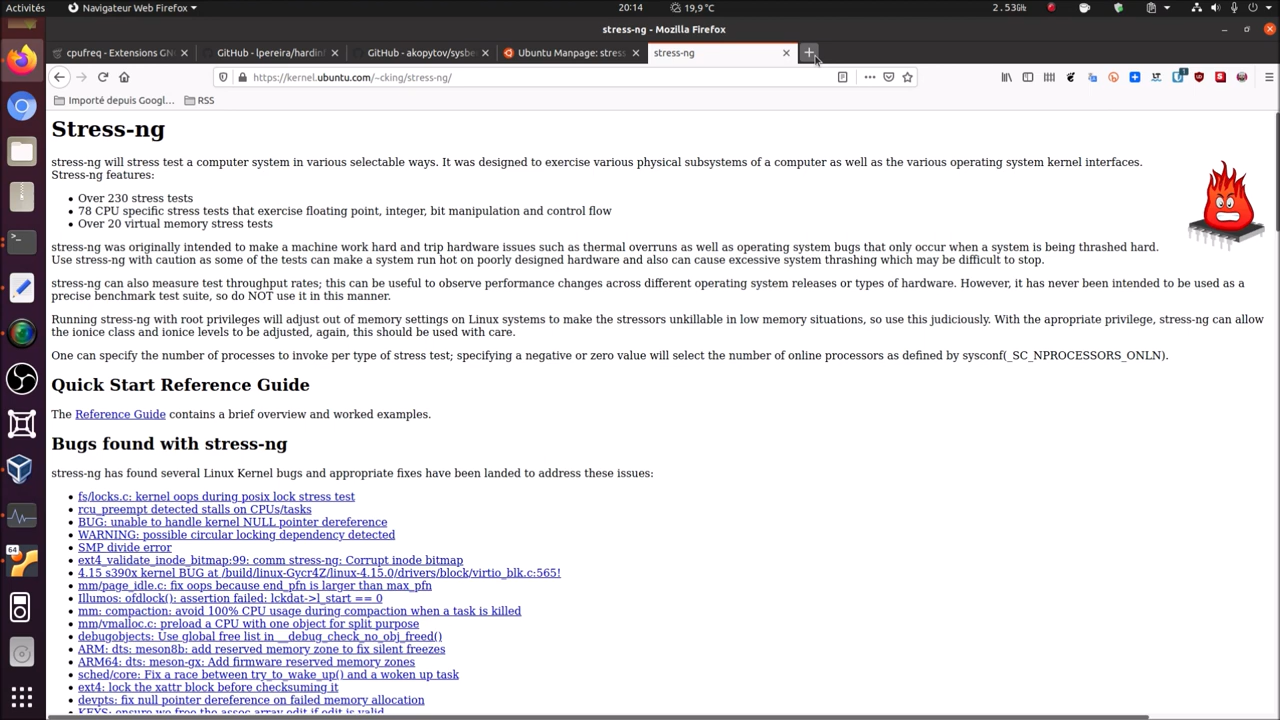 Activités
Navigateur Web Firefox
20:14
19,9°C
2.53GHz
stress-ng - Mozilla Firefox
cpufreq - Extensions GN
GitHub - lpereira/hardin
GitHub - akopytov/sysbe
Ubuntu Manpage: stress
stress-ng
https://kernel.ubuntu.com/~cking/stress-ng/
Importé depuis Googl…
RSS
Stress-ng
stress-ng will stress test a computer system in various selectable ways. It was designed to exercise various physical subsystems of a computer as well as the various operating system kernel interfaces.
Stress-ng features:
• Over 230 stress tests
• 78 CPU specific stress tests that exercise floating point, integer, bit manipulation and control flow
• Over 20 virtual memory stress tests
stress-ng was originally intended to make a machine work hard and trip hardware issues such as thermal overruns as well as operating system bugs that only occur when a system is being thrashed hard.
Use stress-ng with caution as some of the tests can make a system run hot on poorly designed hardware and also can cause excessive system thrashing which may be difficult to stop.
stress-ng can also measure test throughput rates; this can be useful to observe performance changes across different operating system releases or types of hardware. However, it has never been intended to be used as a
precise benchmark test suite, so do NOT use it in this manner.
Running stress-ng with root privileges will adjust out of memory settings on Linux systems to make the stressors unkillable in low memory situations, so use this judiciously. With the apropriate privilege, stress-ng can allow
the ionice class and ionice levels to be adjusted, again, this should be used with care.
One can specify the number of processes to invoke per type of stress test; specifying a negative or zero value will select the number of online processors as defined by sysconf(_SC_NPROCESSORS_ONLN).
Quick Start Reference Guide
The Reference Guide contains a brief overview and worked examples.
Bugs found with stress-ng
stress-ng has found several Linux Kernel bugs and appropriate fixes have been landed to address these issues:
• fs/locks.c: kernel oops during posix lock stress test
• rcu_preempt detected stalls on CPUs/tasks
• BUG: unable to handle kernel NULL pointer dereference
• WARNING: possible circular locking dependency detected
• SMP divide error
• ext4_validate_inode_bitmap:99: comm stress-ng: Corrupt inode bitmap
• 4.15 s390x kernel BUG at /build/linux-Gycr4Z/linux-4.15.0/drivers/block/virtio_blk.c:565!
• mm/page_idle.c: fix oops because end_pfn is larger than max_pfn
• Illumos: ofdlock(): assertion failed: lckdat->l_start == 0
• mm: compaction: avoid 100% CPU usage during compaction when a task is killed
• mm/vmalloc.c: preload a CPU with one object for split purpose
• debugobjects: Use global free list in __debug_check_no_obj_freed()
• ARM: dts: meson8b: add reserved memory zone to fix silent freezes
• ARM64: dts: meson-gx: Add firmware reserved memory zones
• sched/core: Fix a race between try_to_wake_up() and a woken up task
• ext4: lock the xattr block before checksuming it
• devpts: fix null pointer dereference on failed memory allocation
• KEYS: ensure we free the assoc array edit if edit is valid
64